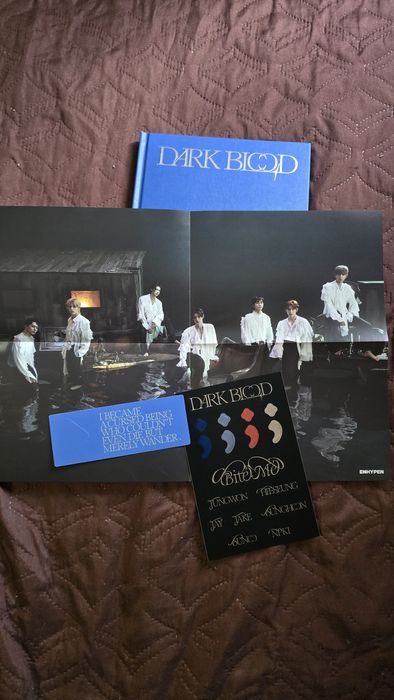 DARK BLOOD
ENHYPEN
I BECAME
A CURSED BEING
WHO COULDN'T
EVEN DIE BUT
MERELY WANDER.
DARK BLOOD
Bite Me
JUNGWON HEESEUNG
JAY JAKE SUNGHOON
SUNOO NI-KI